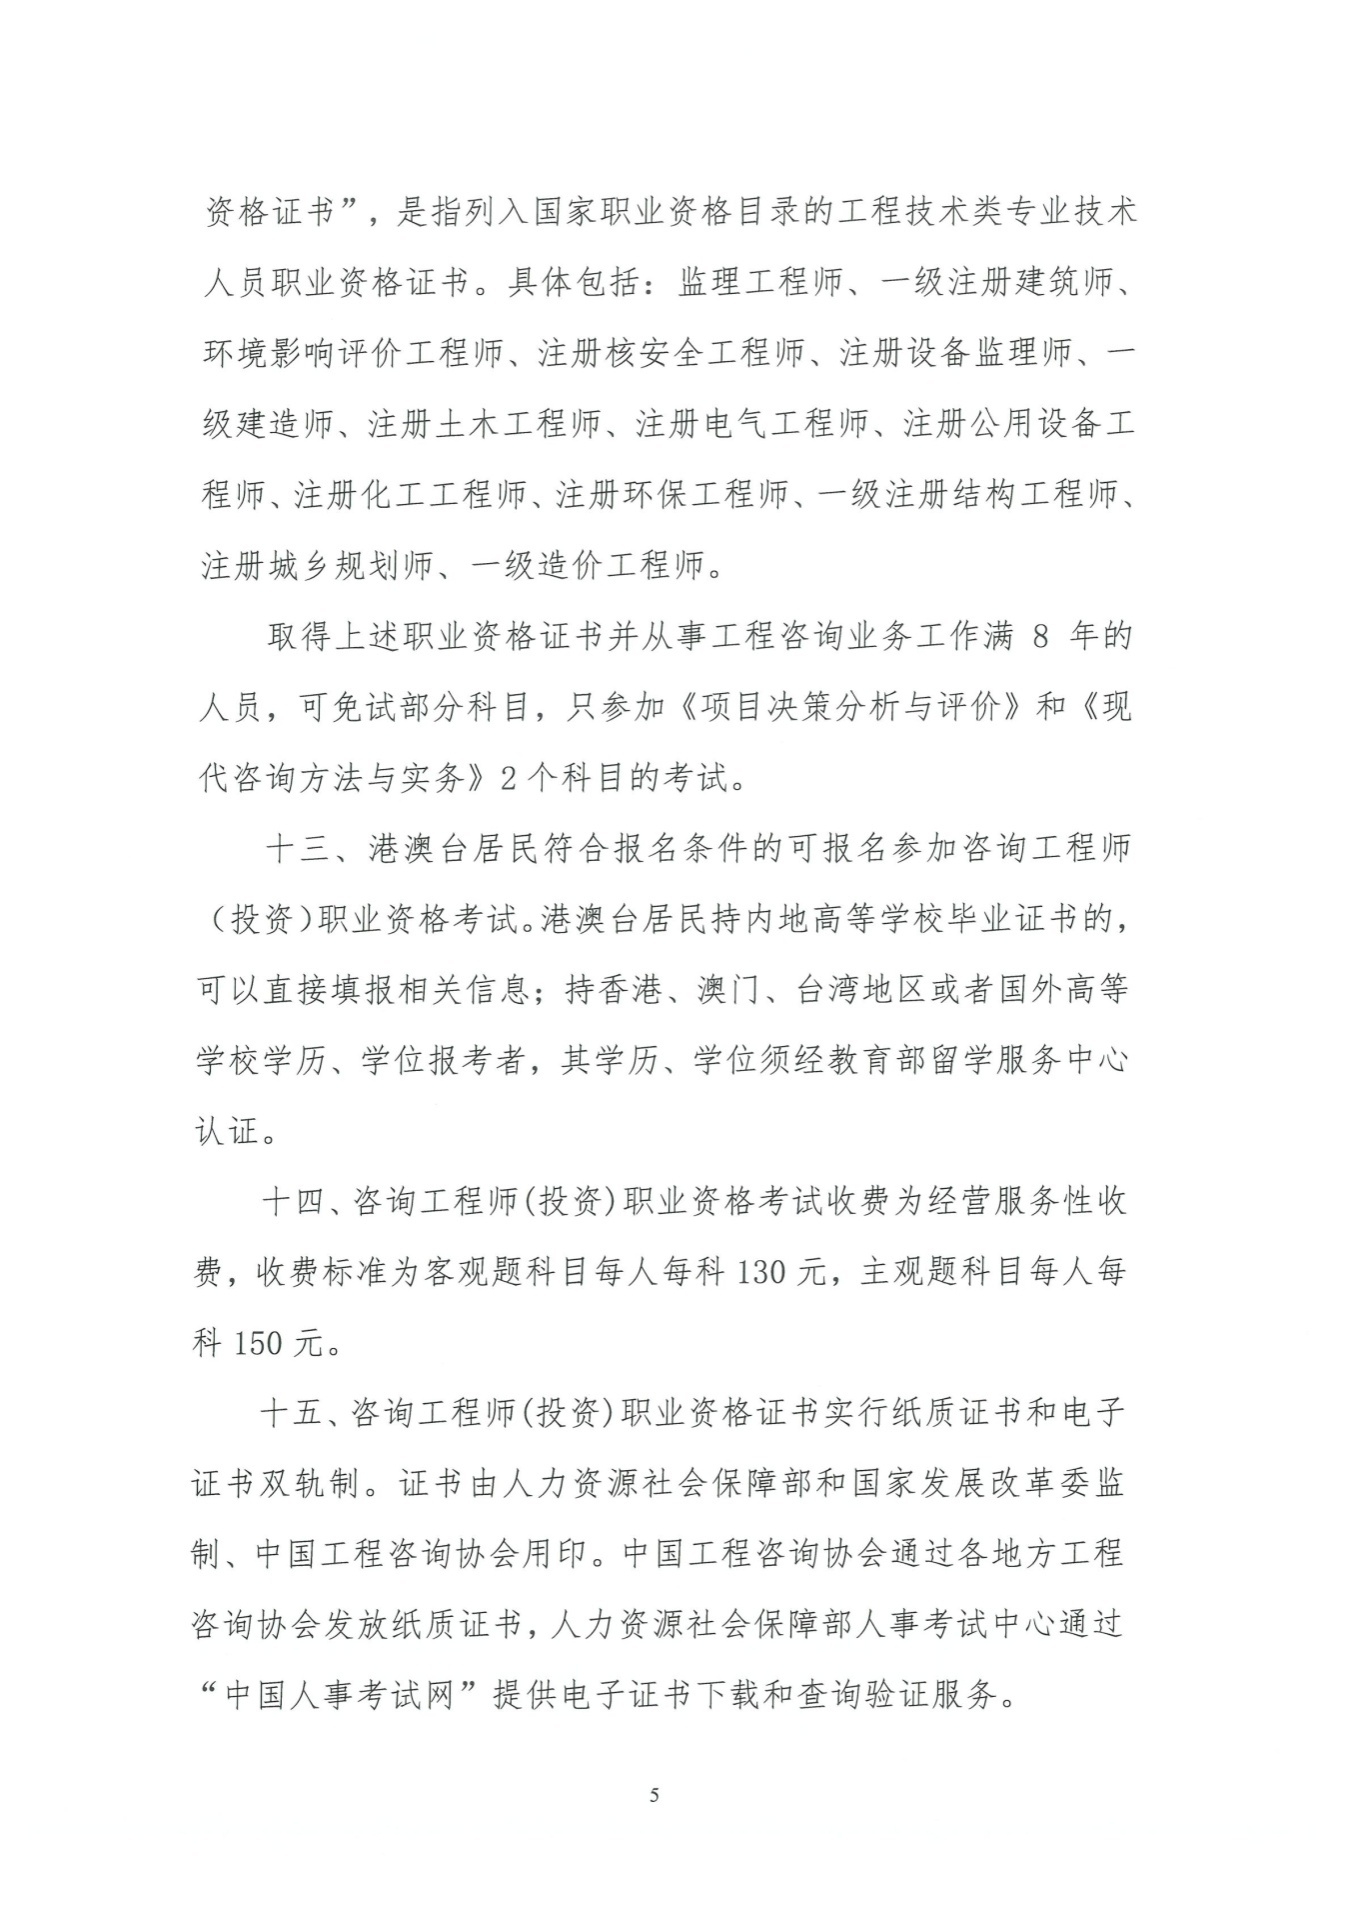 资格证书”，是指列入国家职业资格目录的工程技术类专业技术
人员职业资格证书。具体包括：监理工程师、一级注册建筑师、
环境影响评价工程师、注册核安全工程师、注册设备监理师、一
级建造师、注册土木工程师、注册电气工程师、注册公用设备工
程师、注册化工工程师、注册环保工程师、一级注册结构工程师、
注册城乡规划师、一级造价工程师。
取得上述职业资格证书并从事工程咨询业务工作满 8 年的
人员，可免试部分科目，只参加《项目决策分析与评价》和《现
代咨询方法与实务》2 个科目的考试。
十三、港澳台居民符合报名条件的可报名参加咨询工程师
（投资）职业资格考试。港澳台居民持内地高等学校毕业证书的，
可以直接填报相关信息；持香港、澳门、台湾地区或者国外高等
学校学历、学位报考者，其学历、学位须经教育部留学服务中心
认证。
十四、咨询工程师(投资)职业资格考试收费为经营服务性收
费，收费标准为客观题科目每人每科 130 元，主观题科目每人每
科 150 元。
十五、咨询工程师(投资)职业资格证书实行纸质证书和电子
证书双轨制。证书由人力资源社会保障部和国家发展改革委监
制、中国工程咨询协会用印。中国工程咨询协会通过各地方工程
咨询协会发放纸质证书，人力资源社会保障部人事考试中心通过
“中国人事考试网”提供电子证书下载和查询验证服务。
5